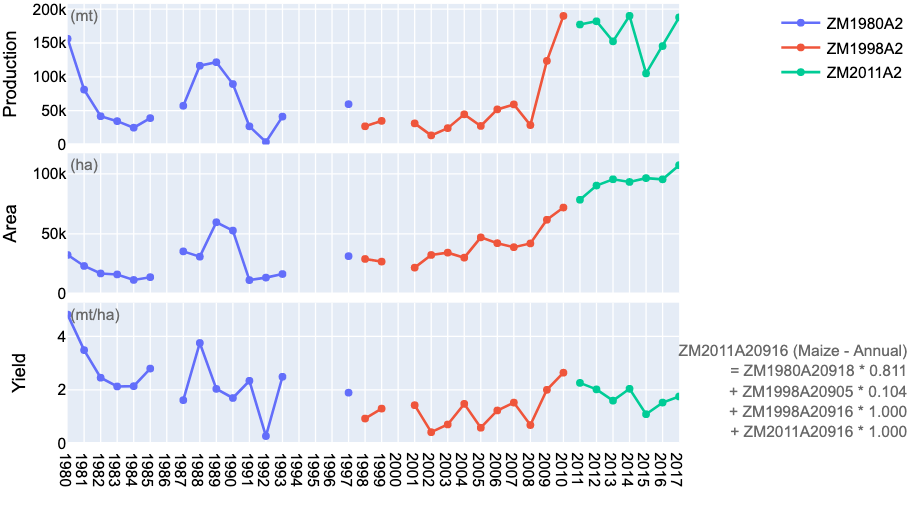 Production
(mt)
200k
150k
100k
50k
0
Area
(ha)
100k
50k
0
Yield
(mt/ha)
4
2
0
1980
1981
1982
1983
1984
1985
1986
1987
1988
1989
1990
1991
1992
1993
1994
1995
1996
1997
1998
1999
2000
2001
2002
2003
2004
2005
2006
2007
2008
2009
2010
2011
2012
2013
2014
2015
2016
2017
ZM1980A2
ZM1998A2
ZM2011A2
ZM2011A20916 (Maize - Annual)
= ZM1980A20918 * 0.811
+ ZM1998A20905 * 0.104
+ ZM1998A20916 * 1.000
+ ZM2011A20916 * 1.000